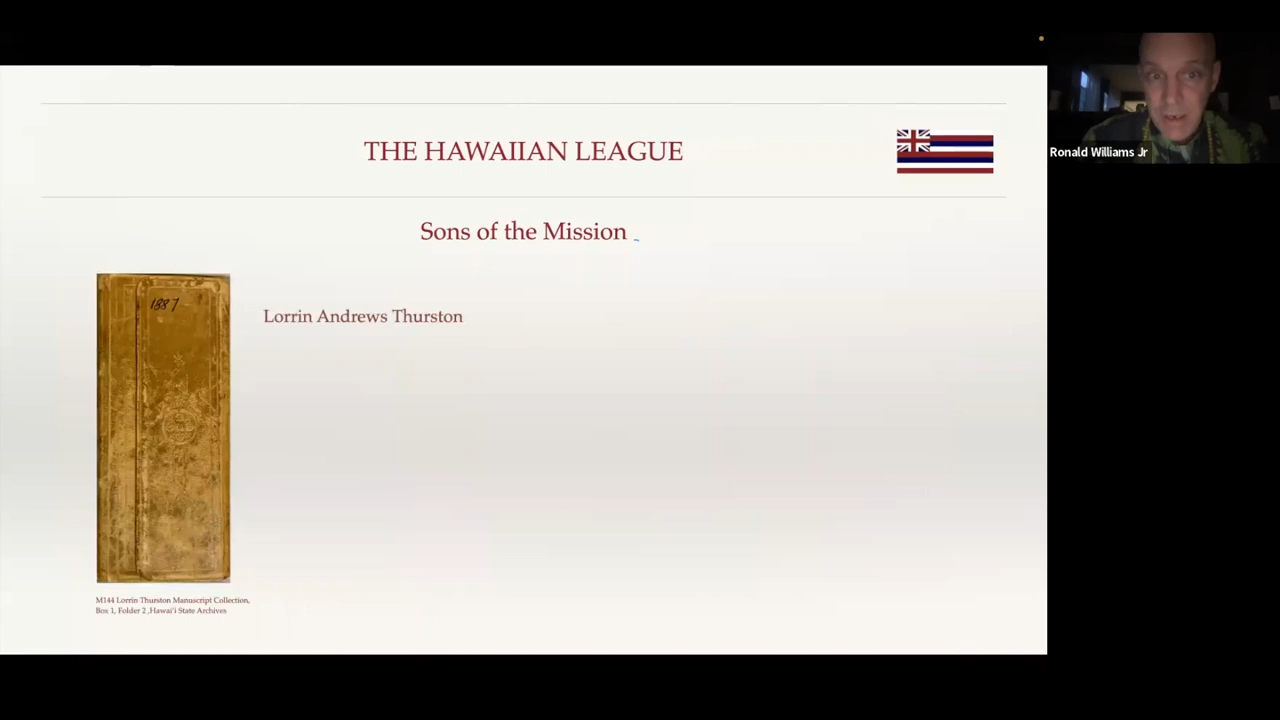 THE HAWAIIAN LEAGUE
Ronald Williams Jr
Sons of the Mission
1887
Lorrin Andrews Thurston
M144 Lorrin Thurston Manuscript Collection,
Box 1, Folder 2 ,Hawai'i State Archives